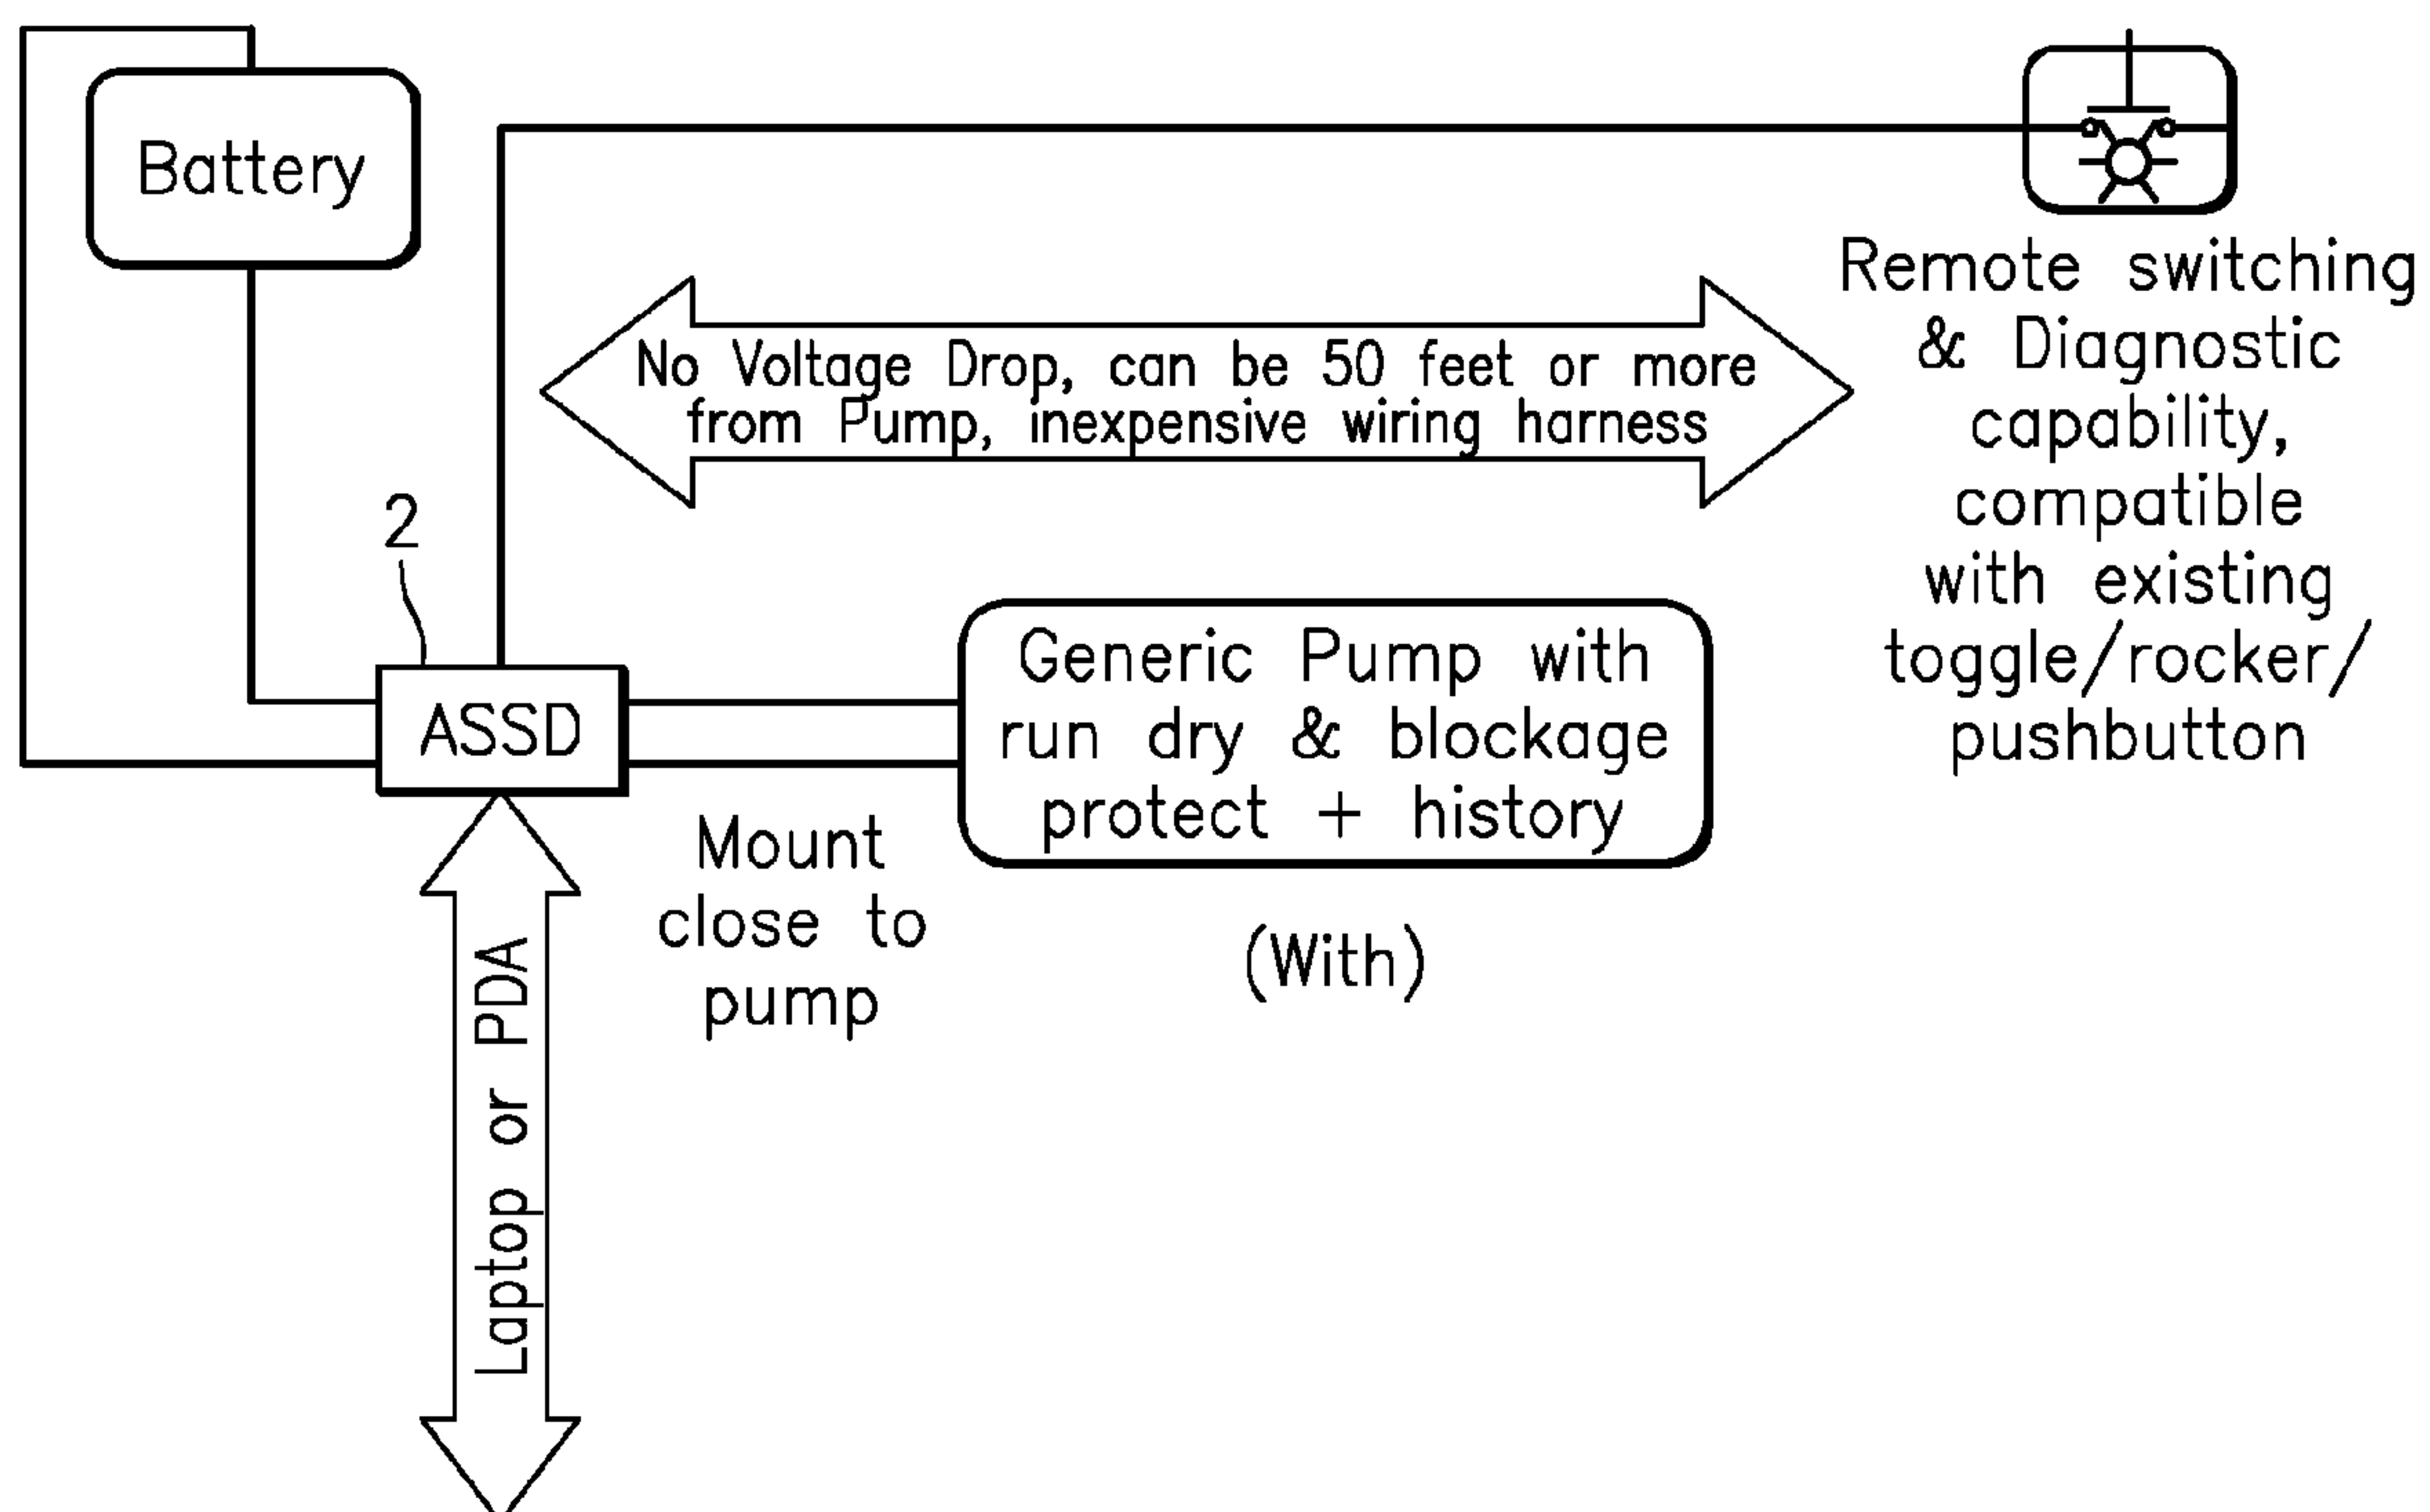 Battery
No Voltage Drop, can be 50 feet or more
from Pump, inexpensive wiring harness
Remote switching
& Diagnostic
capability,
compatible
with existing
toggle/rocker/
pushbutton
2
ASSD
Generic Pump with
run dry & blockage
protect + history
Mount
close to
pump
(With)
Laptop or PDA